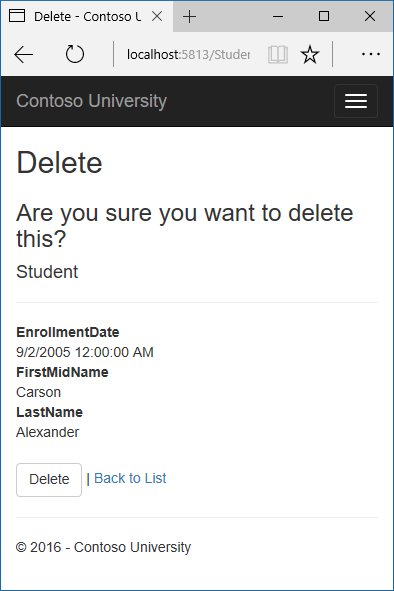 Delete - Contoso U
localhost:5813/Studen
Contoso University
Delete
Are you sure you want to delete
this?
Student
EnrollmentDate
9/2/2005 12:00:00 AM
FirstMidName
Carson
LastName
Alexander
Delete | Back to List
© 2016 - Contoso University